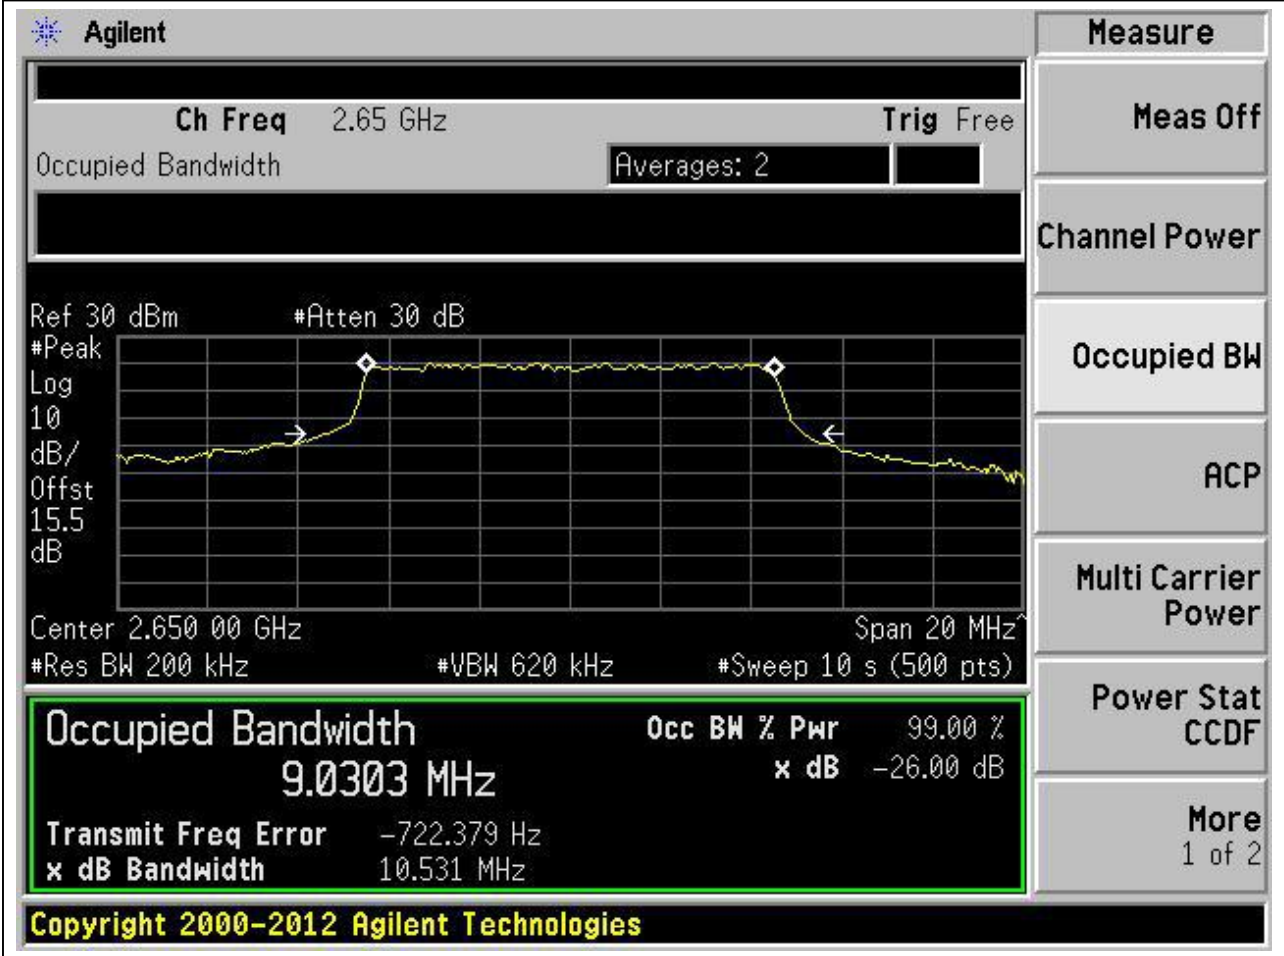 Agilent
Measure
Ch Freq 2.65 GHz Trig Free
Occupied Bandwidth Averages: 2
Meas Off
Channel Power
Occupied BW
ACP
Multi Carrier
Power
Power Stat
CCDF
More
1 of 2
Ref 30 dBm #Atten 30 dB
#Peak
Log
10
dB/
Offst
15.5
dB
Center 2.650 00 GHz Span 20 MHz^
#Res BW 200 kHz #VBW 620 kHz #Sweep 10 s (500 pts)
Occupied Bandwidth Occ BW % Pwr 99.00 %
9.0303 MHz x dB -26.00 dB
Transmit Freq Error -722.379 Hz
x dB Bandwidth 10.531 MHz
Copyright 2000-2012 Agilent Technologies